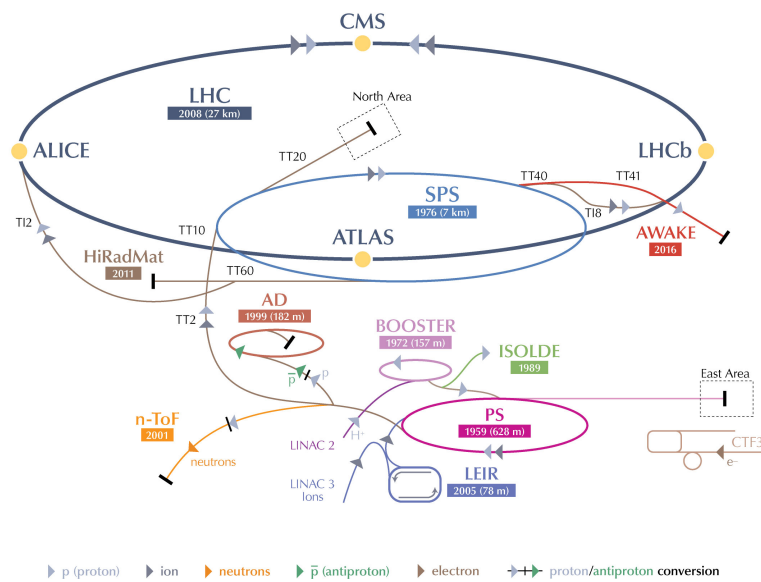 CMS
LHC
2008 (27 km)
North Area
ALICE
TT20
LHCb
TT40
TT41
SPS
1976 (7 km)
TI2
TT10
TI8
ATLAS
AWAKE
2016
HiRadMat
2011
TT60
AD
1999 (182 m)
TT2
BOOSTER
1972 (157 m)
ISOLDE
1989
p
p̅
East Area
n-ToF
2001
PS
1959 (628 m)
H⁺
LINAC 2
neutrons
CTF3
e⁻
LINAC 3
Ions
LEIR
2005 (78 m)
p (proton)
ion
neutrons
p̅ (antiproton)
electron
proton/antiproton conversion